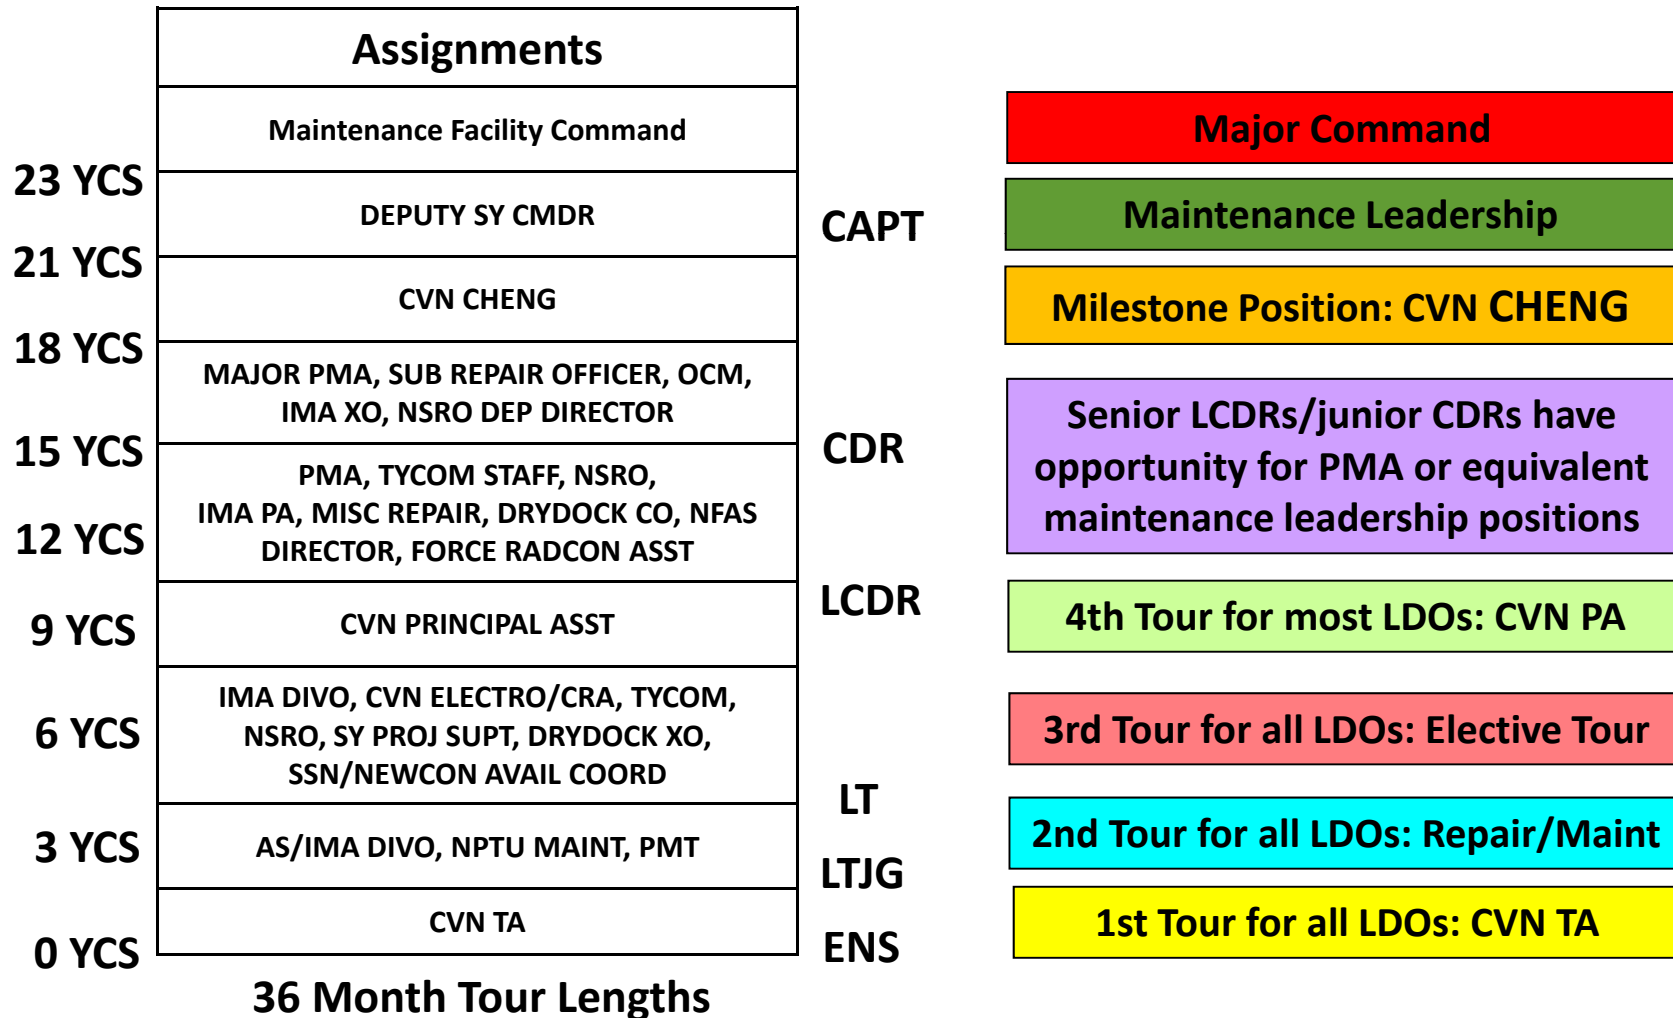 Assignments
Maintenance Facility Command
Major Command
23 YCS
DEPUTY SY CMDR
CAPT
Maintenance Leadership
21 YCS
CVN CHENG
Milestone Position: CVN CHENG
18 YCS
MAJOR PMA, SUB REPAIR OFFICER, OCM,
IMA XO, NSRO DEP DIRECTOR
15 YCS
CDR
Senior LCDRs/junior CDRs have
opportunity for PMA or equivalent
maintenance leadership positions
PMA, TYCOM STAFF, NSRO,
IMA PA, MISC REPAIR, DRYDOCK CO, NFAS
DIRECTOR, FORCE RADCON ASST
12 YCS
LCDR
9 YCS
CVN PRINCIPAL ASST
4th Tour for most LDOs: CVN PA
IMA DIVO, CVN ELECTRO/CRA, TYCOM,
NSRO, SY PROJ SUPT, DRYDOCK XO,
SSN/NEWCON AVAIL COORD
6 YCS
3rd Tour for all LDOs: Elective Tour
LT
3 YCS
AS/IMA DIVO, NPTU MAINT, PMT
2nd Tour for all LDOs: Repair/Maint
LTJG
CVN TA
1st Tour for all LDOs: CVN TA
0 YCS
ENS
36 Month Tour Lengths